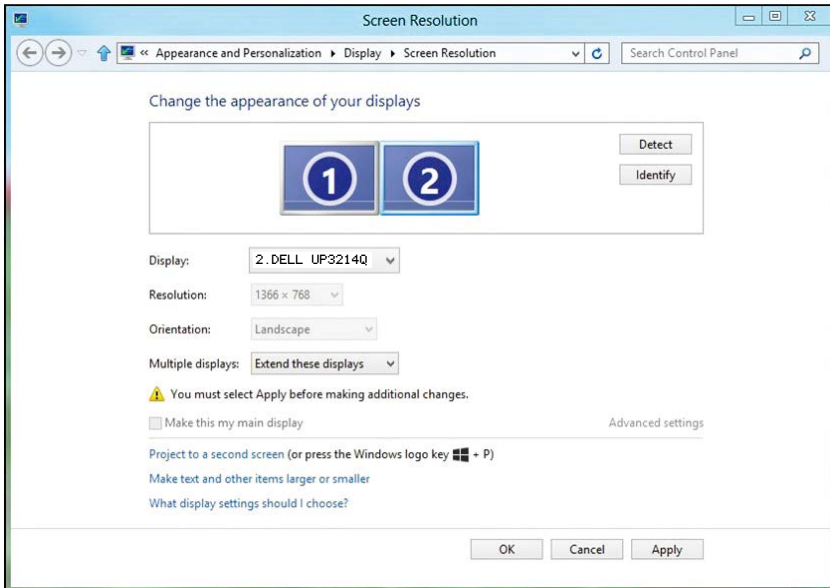 Screen Resolution
« Appearance and Personalization ▸ Display ▸ Screen Resolution
Search Control Panel
Change the appearance of your displays
1 2
Detect
Identify
Display: 2.DELL UP3214Q
Resolution: 1366 × 768
Orientation: Landscape
Multiple displays: Extend these displays
You must select Apply before making additional changes.
Make this my main display Advanced settings
Project to a second screen (or press the Windows logo key + P)
Make text and other items larger or smaller
What display settings should I choose?
OK Cancel Apply